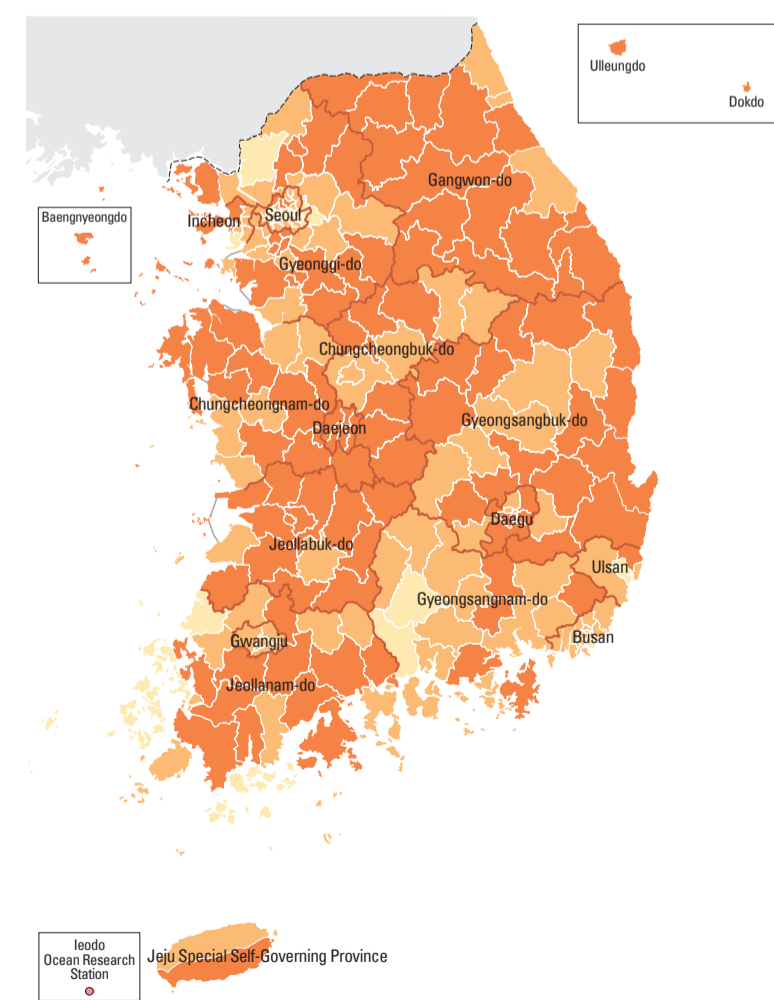 Ulleungdo
Dokdo
Gangwon-do
Baengnyeongdo
Incheon
Seoul
Gyeonggi-do
Chungcheongbuk-do
Chungcheongnam-do
Gyeongsangbuk-do
Daejeon
Daegu
Jeollabuk-do
Ulsan
Gyeongsangnam-do
Busan
Gwangju
Jeollanam-do
Ieodo
Ocean Research
Station
Jeju Special Self-Governing Province